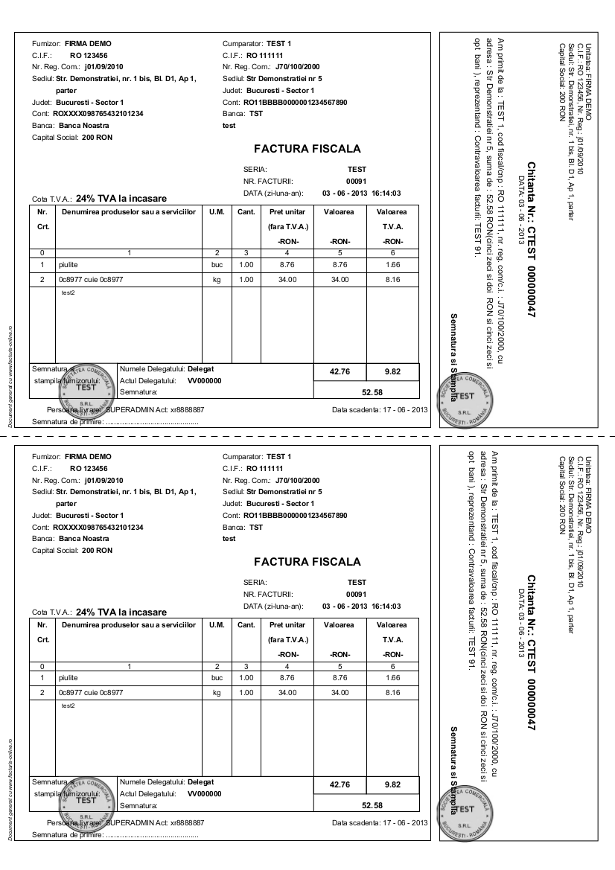 Furnizor: FIRMA DEMO
C.I.F.: RO 123456
Nr. Reg. Com.: j01/09/2010
Sediul: Str. Demonstratiei, nr. 1 bis, Bl. D1, Ap 1,
parter
Judet: Bucuresti - Sector 1
Cont: ROXXXX098765432101234
Banca: Banca Noastra
Capital Social: 200 RON
Cumparator: TEST 1
C.I.F.: RO 111111
Nr. Reg. Com.: J70/100/2000
Sediul: Str Demonstratiei nr 5
Judet: Bucuresti - Sector 1
Cont: RO11BBBB0000001234567890
Banca: TST
test
FACTURA FISCALA
SERIA: TEST
NR. FACTURII: 00091
DATA (zi-luna-an): 03 - 06 - 2013 16:14:03
Cota T.V.A.: 24% TVA la incasare
Nr. Crt. Denumirea produselor sau a serviciilor U.M. Cant. Pret unitar (fara T.V.A.) -RON- Valoarea -RON- Valoarea T.V.A. -RON-
0 1 2 3 4 5 6
1 piulite buc 1.00 8.76 8.76 1.66
2 0c8977 cuie 0c8977 kg 1.00 34.00 34.00 8.16
test2
Semnatura si
stampila furnizorului:
SOCIETATEA COMERCIALA
TEST
S.R.L.
BUCURESTI - ROMANIA
Numele Delegatului: Delegat
Actul Delegatului: VV000000
Semnatura:
42.76 9.82
52.58
Persoana livrare: SUPERADMIN Act: xr8888887
Data scadenta: 17 - 06 - 2013
Semnatura de primire: ............................................
Document generat cu www.factura-online.ro
Unitatea: FIRMA DEMO
C.I.F.: RO 123456, Nr. Reg.: j01/09/2010
Sediul: Str. Demonstratiei, nr. 1 bis, Bl. D1, Ap 1, parter
Capital Social: 200 RON
Chitanta Nr.: CTEST 000000047
DATA: 03 - 06 - 2013
Am primit de la : TEST 1, cod fiscal/cnp : RO 111111, nr. reg. com/c.i. : J70/100/2000, cu
adresa : Str Demonstratiei nr 5, suma de : 52.58 RON(cinci zeci si doi RON si cinci zeci si
opt bani ), reprezentand : Contravaloarea facturii: TEST 91.
Semnatura si Stampila
SOCIETATEA COMERCIALA
TEST
S.R.L.
BUCURESTI - ROMANIA
Furnizor: FIRMA DEMO
C.I.F.: RO 123456
Nr. Reg. Com.: j01/09/2010
Sediul: Str. Demonstratiei, nr. 1 bis, Bl. D1, Ap 1,
parter
Judet: Bucuresti - Sector 1
Cont: ROXXXX098765432101234
Banca: Banca Noastra
Capital Social: 200 RON
Cumparator: TEST 1
C.I.F.: RO 111111
Nr. Reg. Com.: J70/100/2000
Sediul: Str Demonstratiei nr 5
Judet: Bucuresti - Sector 1
Cont: RO11BBBB0000001234567890
Banca: TST
test
FACTURA FISCALA
SERIA: TEST
NR. FACTURII: 00091
DATA (zi-luna-an): 03 - 06 - 2013 16:14:03
Cota T.V.A.: 24% TVA la incasare
Nr. Crt. Denumirea produselor sau a serviciilor U.M. Cant. Pret unitar (fara T.V.A.) -RON- Valoarea -RON- Valoarea T.V.A. -RON-
0 1 2 3 4 5 6
1 piulite buc 1.00 8.76 8.76 1.66
2 0c8977 cuie 0c8977 kg 1.00 34.00 34.00 8.16
test2
Semnatura si
stampila furnizorului:
SOCIETATEA COMERCIALA
TEST
S.R.L.
BUCURESTI - ROMANIA
Numele Delegatului: Delegat
Actul Delegatului: VV000000
Semnatura:
42.76 9.82
52.58
Persoana livrare: SUPERADMIN Act: xr8888887
Data scadenta: 17 - 06 - 2013
Semnatura de primire: ............................................
Document generat cu www.factura-online.ro
Unitatea: FIRMA DEMO
C.I.F.: RO 123456, Nr. Reg.: j01/09/2010
Sediul: Str. Demonstratiei, nr. 1 bis, Bl. D1, Ap 1, parter
Capital Social: 200 RON
Chitanta Nr.: CTEST 000000047
DATA: 03 - 06 - 2013
Am primit de la : TEST 1, cod fiscal/cnp : RO 111111, nr. reg. com/c.i. : J70/100/2000, cu
adresa : Str Demonstratiei nr 5, suma de : 52.58 RON(cinci zeci si doi RON si cinci zeci si
opt bani ), reprezentand : Contravaloarea facturii: TEST 91.
Semnatura si Stampila
SOCIETATEA COMERCIALA
TEST
S.R.L.
BUCURESTI - ROMANIA